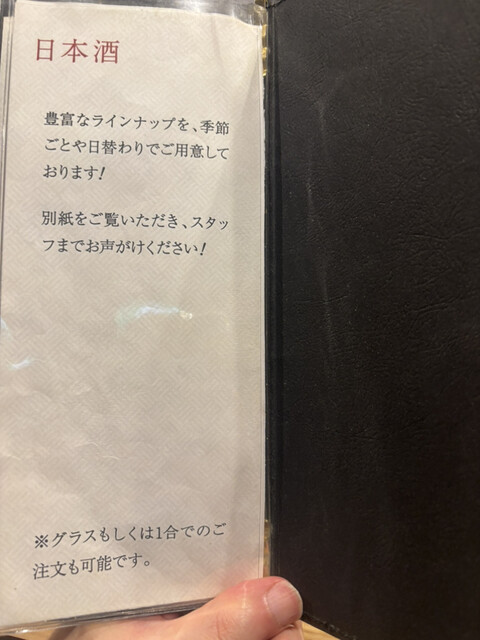 日本酒
豊富なラインナップを、季節
ごとや日替わりでご用意して
おります!
別紙をご覧いただき、スタッ
フまでお声がけください!
※グラスもしくは1合でのご
注文も可能です。